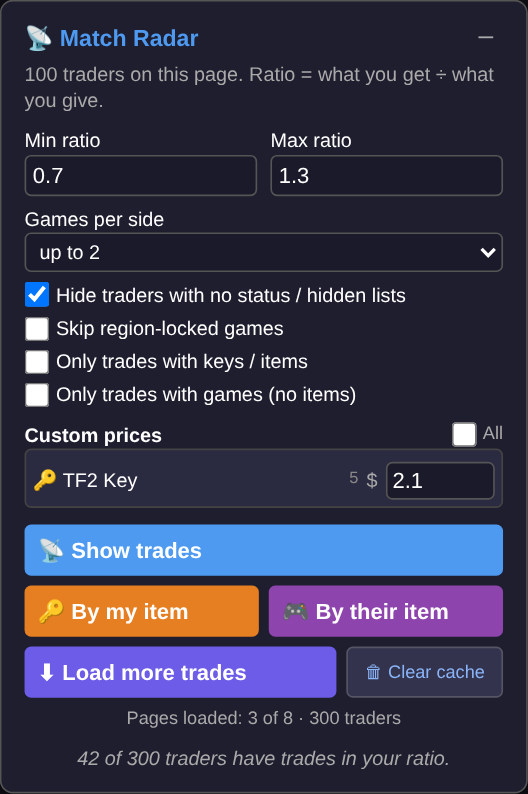 📡 Match Radar −
100 traders on this page. Ratio = what you get ÷ what
you give.
Min ratio Max ratio
0.7 1.3
Games per side
up to 2
Hide traders with no status / hidden lists
Skip region-locked games
Only trades with keys / items
Only trades with games (no items)
Custom prices All
🔑 TF2 Key 5 $ 2.1
📡 Show trades
🔑 By my item 🎮 By their item
⬇ Load more trades 🗑 Clear cache
Pages loaded: 3 of 8 · 300 traders
42 of 300 traders have trades in your ratio.